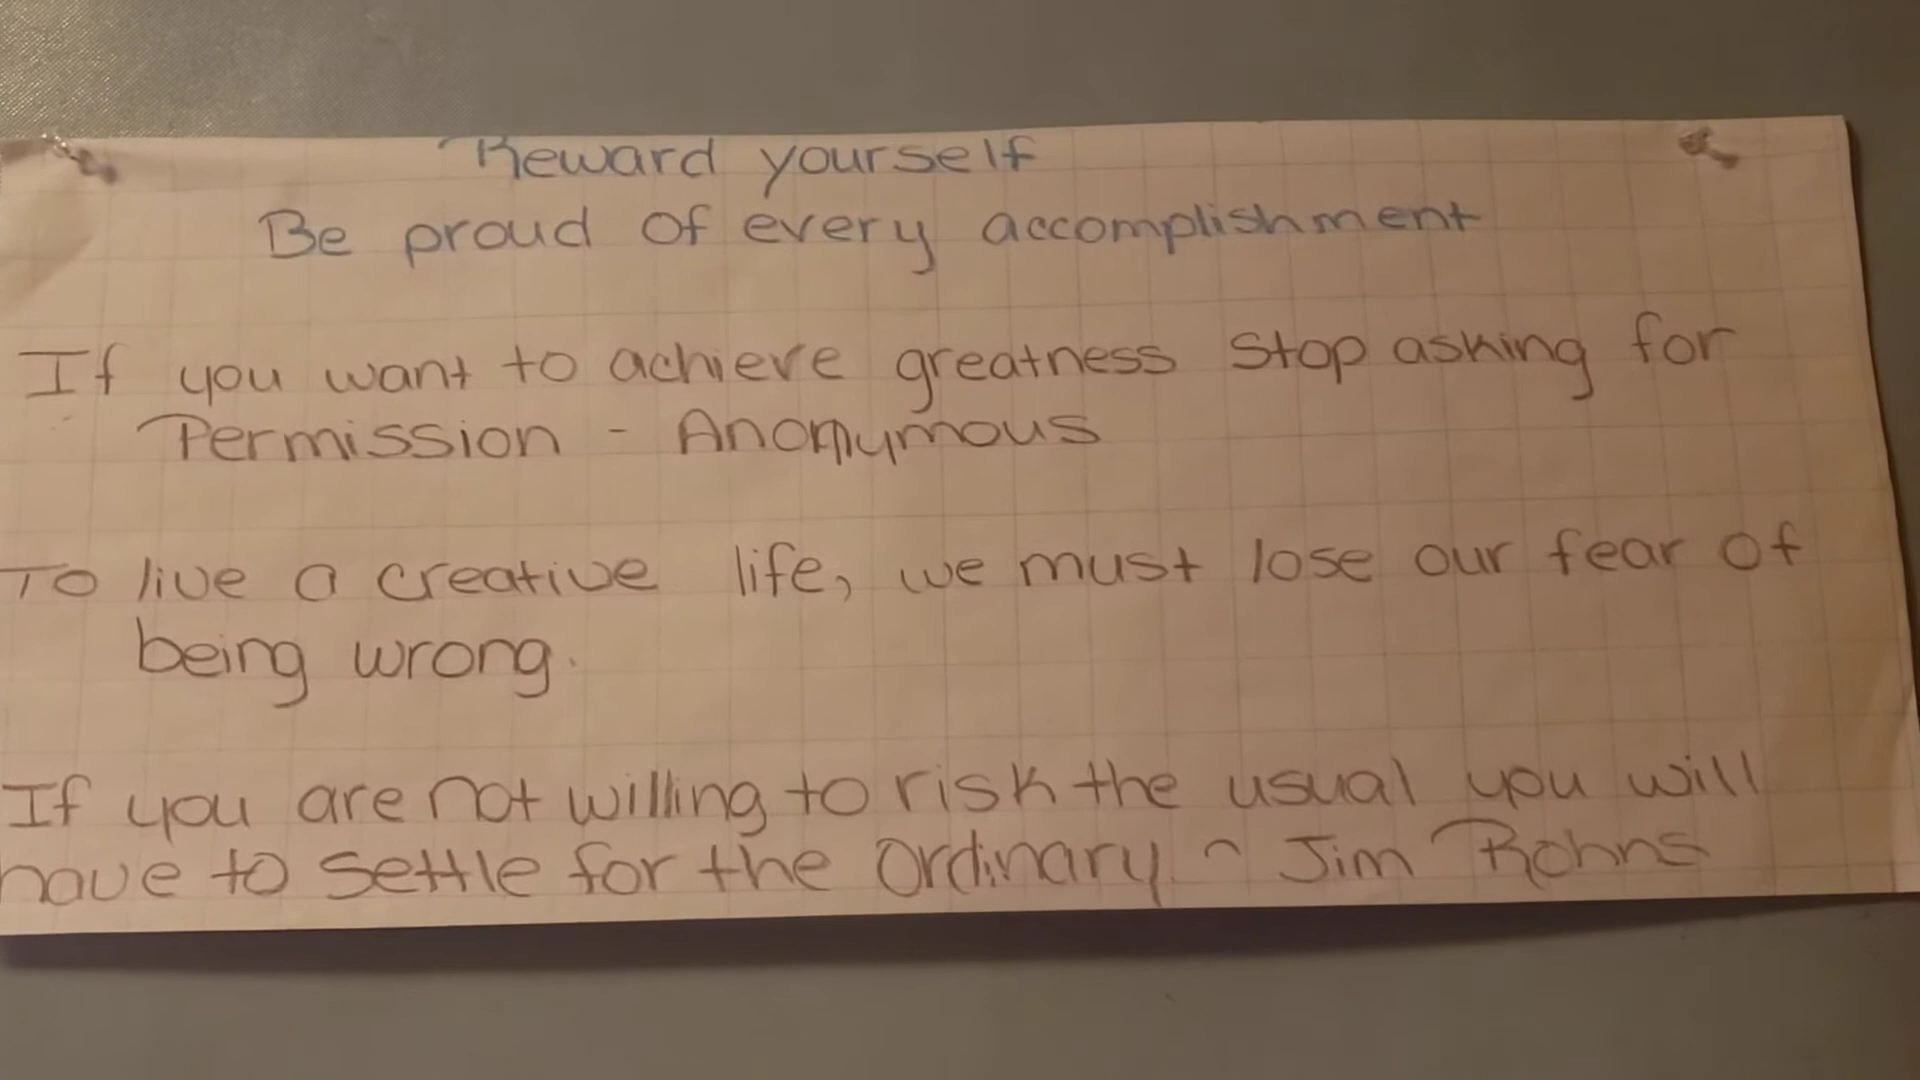 Reward yourself
Be proud of every accomplishment
If you want to achieve greatness stop asking for
Permission - Anonymous
To live a creative life, we must lose our fear of
being wrong.
If you are not willing to risk the usual you will
have to settle for the Ordinary ~ Jim Rohns